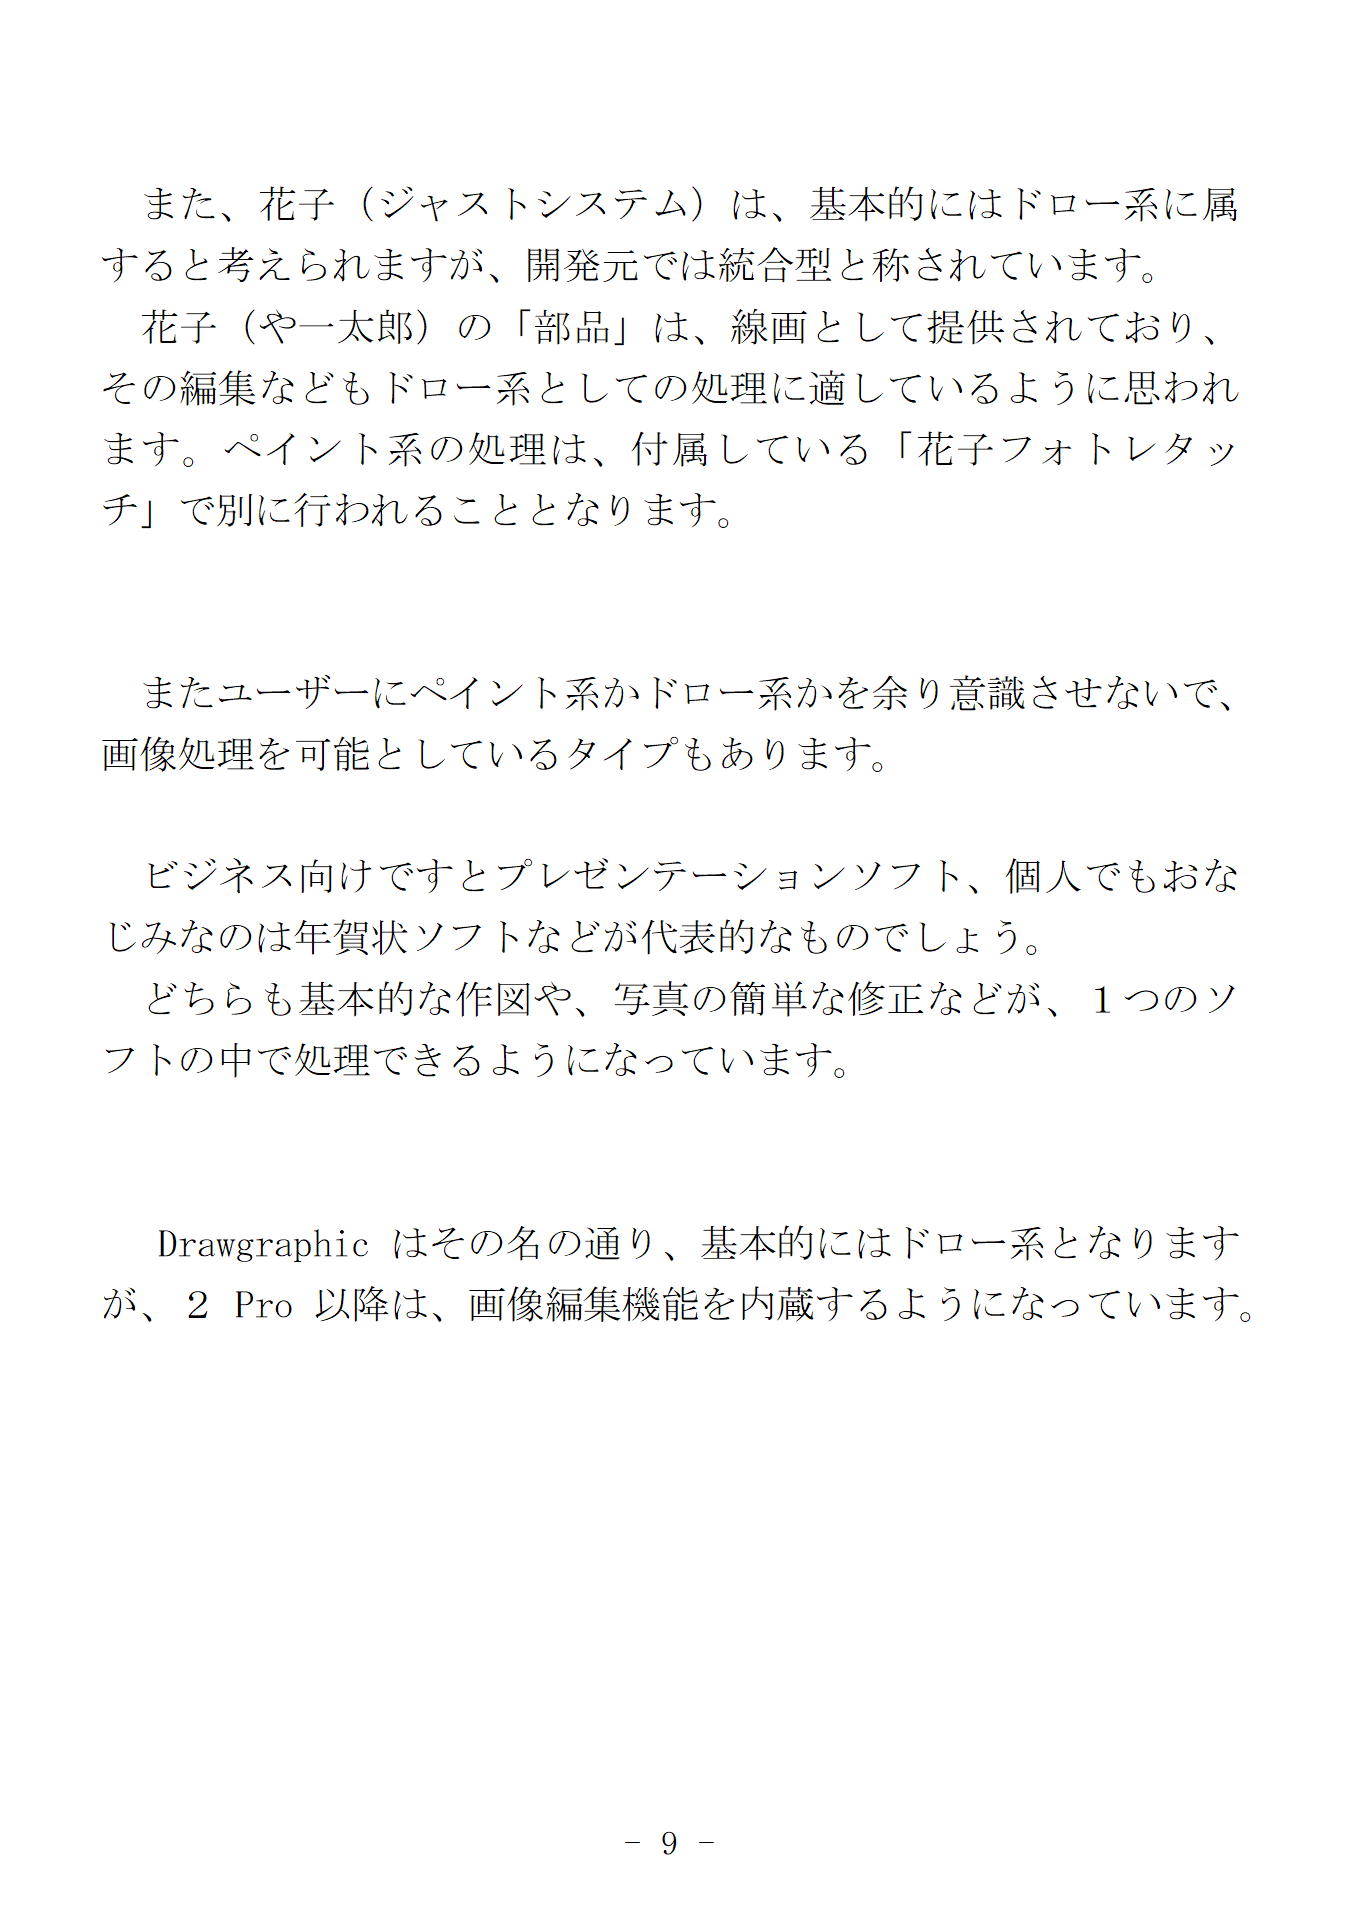 また、花子（ジャストシステム）は、基本的にはドロー系に属
すると考えられますが、開発元では統合型と称されています。
　花子（や一太郎）の「部品」は、線画として提供されており、
その編集などもドロー系としての処理に適しているように思われ
ます。ペイント系の処理は、付属している「花子フォトレタッ
チ」で別に行われることとなります。
　またユーザーにペイント系かドロー系かを余り意識させないで、
画像処理を可能としているタイプもあります。
　ビジネス向けですとプレゼンテーションソフト、個人でもおな
じみなのは年賀状ソフトなどが代表的なものでしょう。
　どちらも基本的な作図や、写真の簡単な修正などが、１つのソ
フトの中で処理できるようになっています。
　Drawgraphic はその名の通り、基本的にはドロー系となります
が、２ Pro 以降は、画像編集機能を内蔵するようになっています。
- 9 -